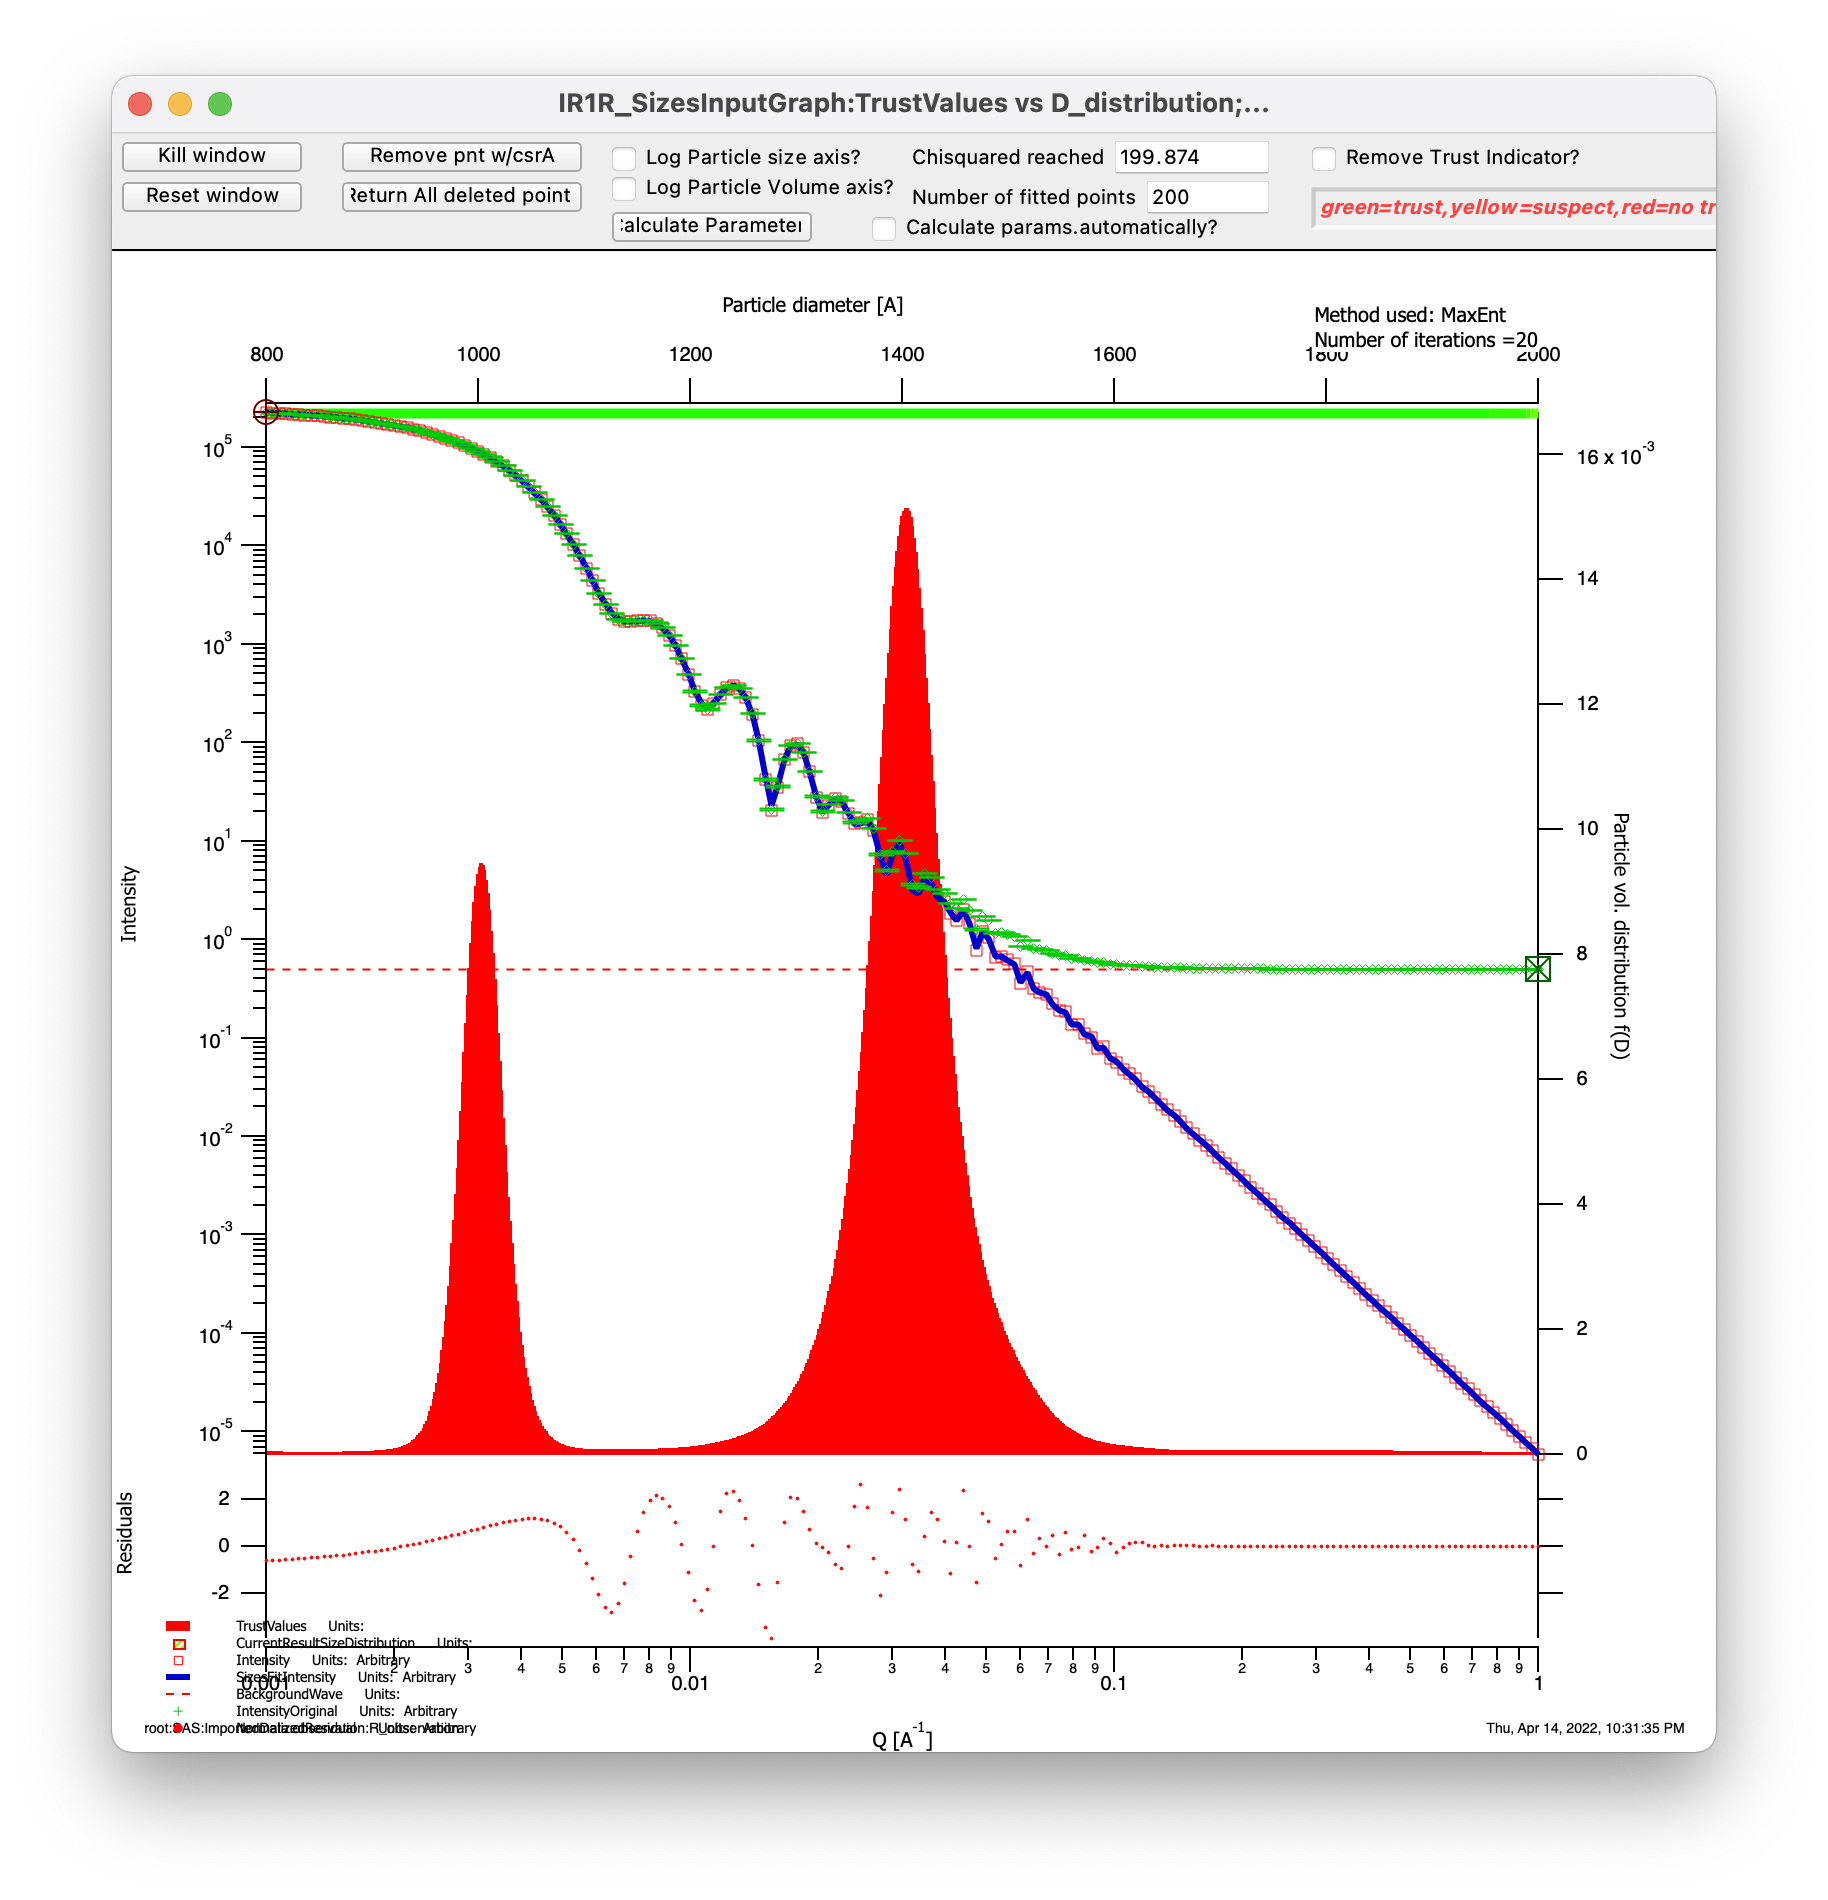 IR1R_SizesInputGraph:TrustValues vs D_distribution;...
Kill window
Remove pnt w/csrA
Log Particle size axis?
Chisquared reached 199.874
Remove Trust Indicator?
Reset window
Return All deleted point
Log Particle Volume axis?
Number of fitted points 200
green=trust,yellow=suspect,red=no tr
alculate Parameter
Calculate params.automatically?
Particle diameter [A]
Method used: MaxEnt
Number of iterations =20
800 1000 1200 1400 1600 1800 2000
10^5
10^4
10^3
10^2
10^1
10^0
10^-1
10^-2
10^-3
10^-4
10^-5
Intensity
16 x 10^-3
14
12
10
8
6
4
2
0
Particle vol. distribution f(D)
2
0
-2
Residuals
TrustValues Units:
CurrentResultSizeDistribution Units:
Intensity Units: Arbitrary
SizesFitIntensity Units: Arbitrary
BackgroundWave Units:
IntensityOriginal Units: Arbitrary
2 3 4 5 6 7 8 9 2 3 4 5 6 7 8 9 2 3 4 5 6 7 8 9
0.001 0.01 0.1 1
Q [A^-1]
Thu, Apr 14, 2022, 10:31:35 PM